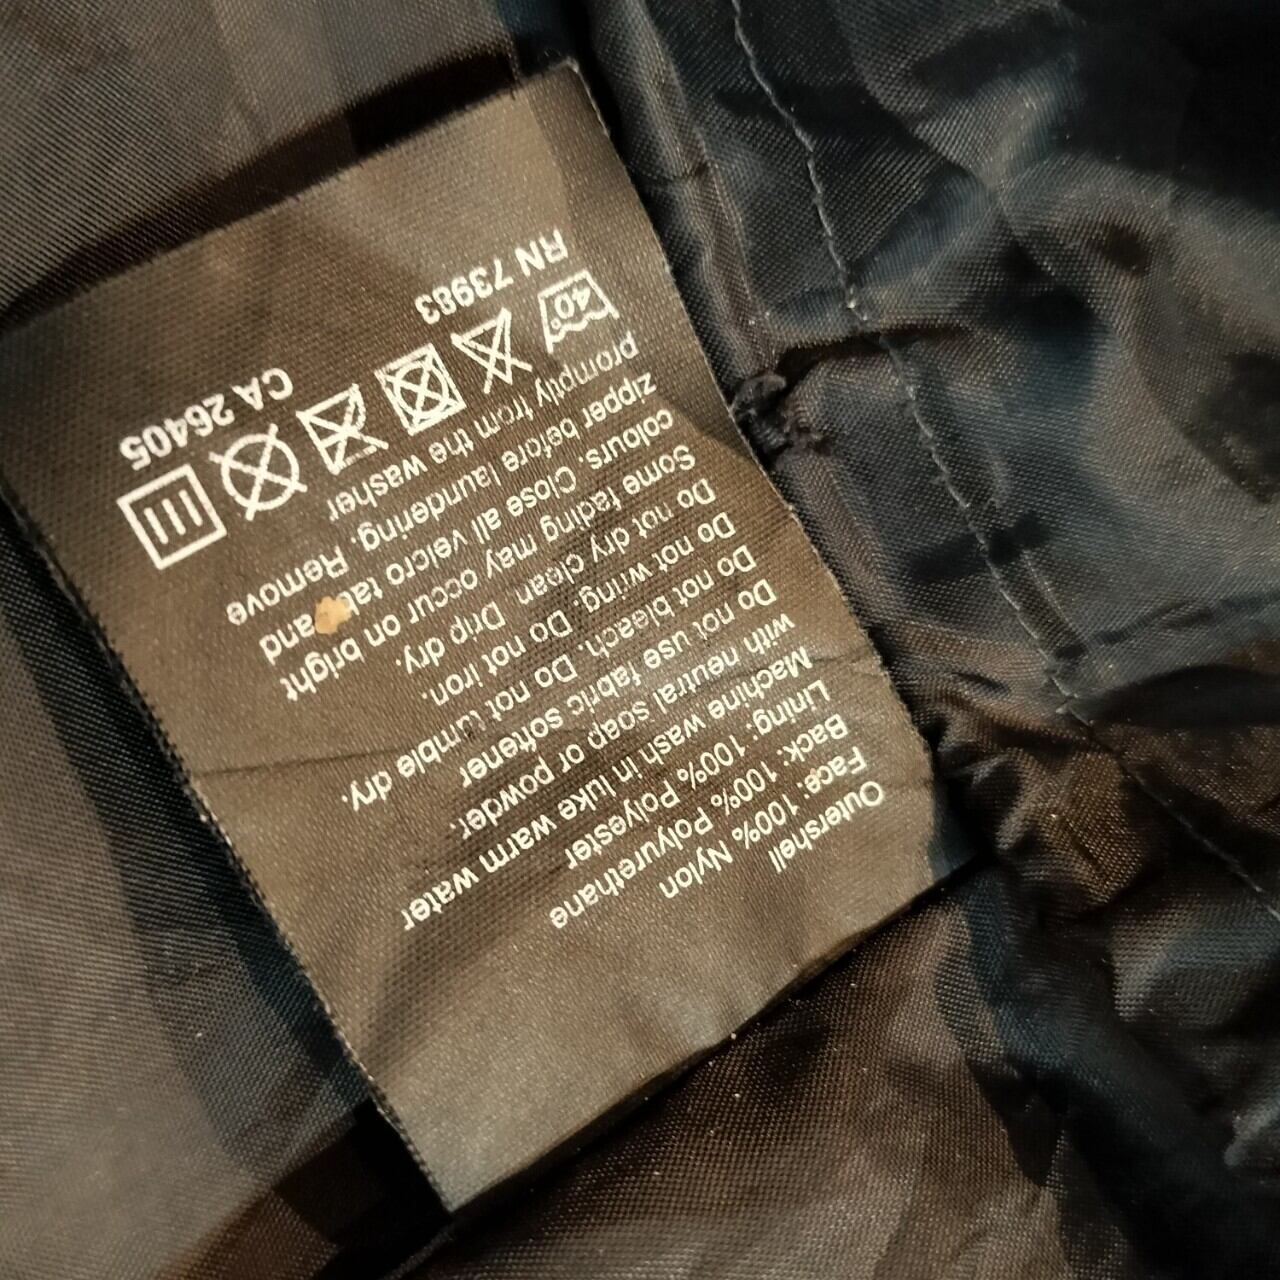 Outershell
Face: 100% Nylon
Back: 100% Polyurethane
Lining: 100% Polyester
Machine wash in luke warm water
with neutral soap or powder.
Do not use fabric softener
Do not bleach. Do not tumble dry.
Do not wring. Do not iron.
Do not dry clean. Drip dry.
Some fading may occur on bright
colours. Close all velcro tab and
zipper before laundering. Remove
promptly from the washer
40°
RN 73983
CA 26405